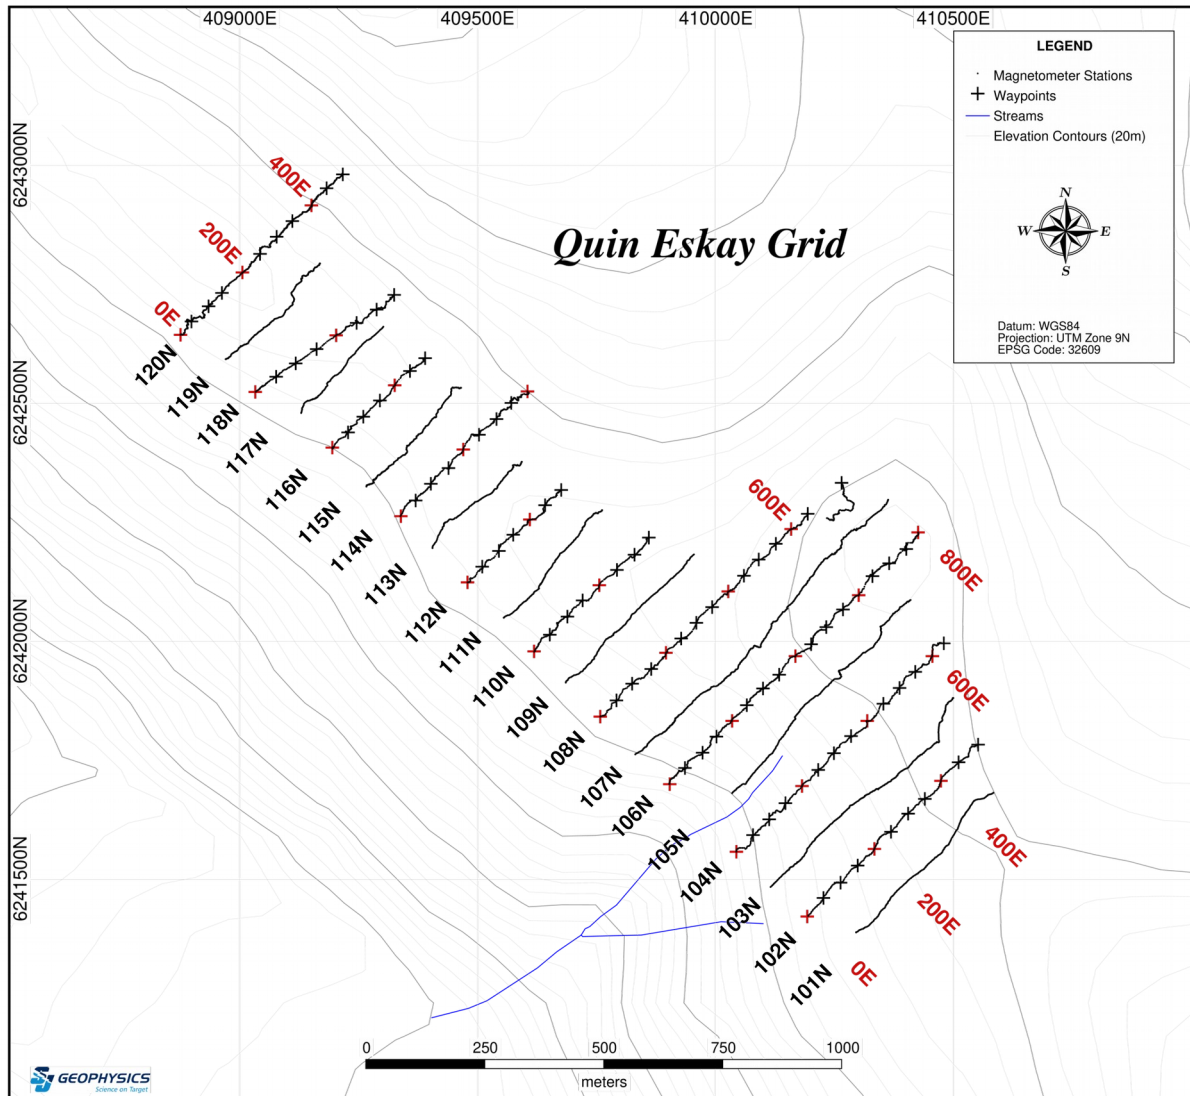 409000E
409500E
410000E
410500E
LEGEND
Magnetometer Stations
Waypoints
Streams
Elevation Contours (20m)
N
W
E
S
Datum: WGS84
Projection: UTM Zone 9N
EPSG Code: 32609
6243000N
6242500N
6242000N
6241500N
Quin Eskay Grid
400E
200E
0E
120N
119N
118N
117N
116N
115N
114N
113N
112N
111N
110N
109N
108N
107N
106N
105N
104N
103N
102N
101N
600E
800E
600E
400E
200E
0E
0
250
500
750
1000
meters
GEOPHYSICS
Science on Target